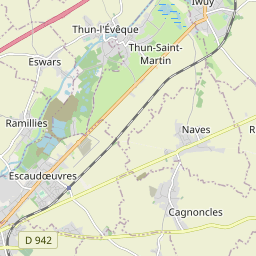 Iwuy
Thun-l'Évêque
Thun-Saint-
Martin
Eswars
Ramillies
Naves
Escaudœuvres
Cagnoncles
D 942